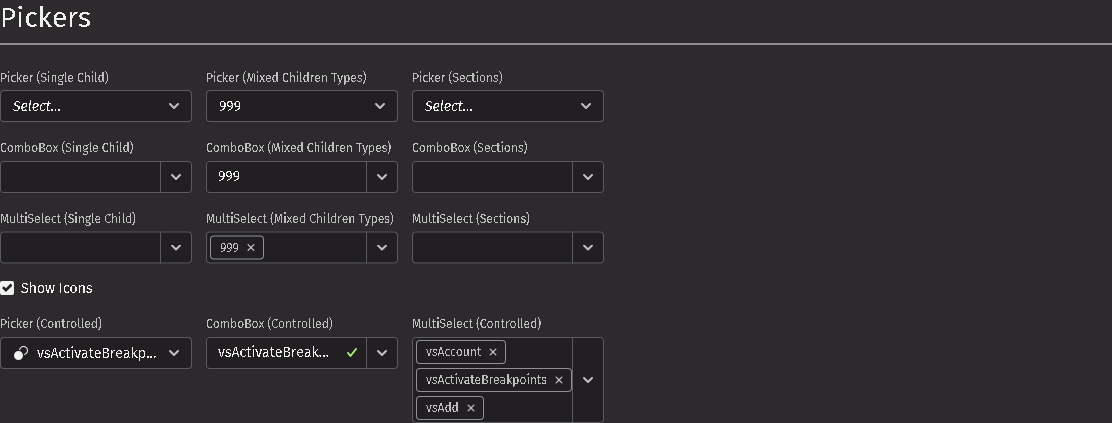 Pickers
Picker (Single Child) Picker (Mixed Children Types) Picker (Sections)
Select... 999 Select...
ComboBox (Single Child) ComboBox (Mixed Children Types) ComboBox (Sections)
999
MultiSelect (Single Child) MultiSelect (Mixed Children Types) MultiSelect (Sections)
999
Show Icons
Picker (Controlled) ComboBox (Controlled) MultiSelect (Controlled)
vsActivateBreakp... vsActivateBreak... vsAccount
vsActivateBreakpoints
vsAdd